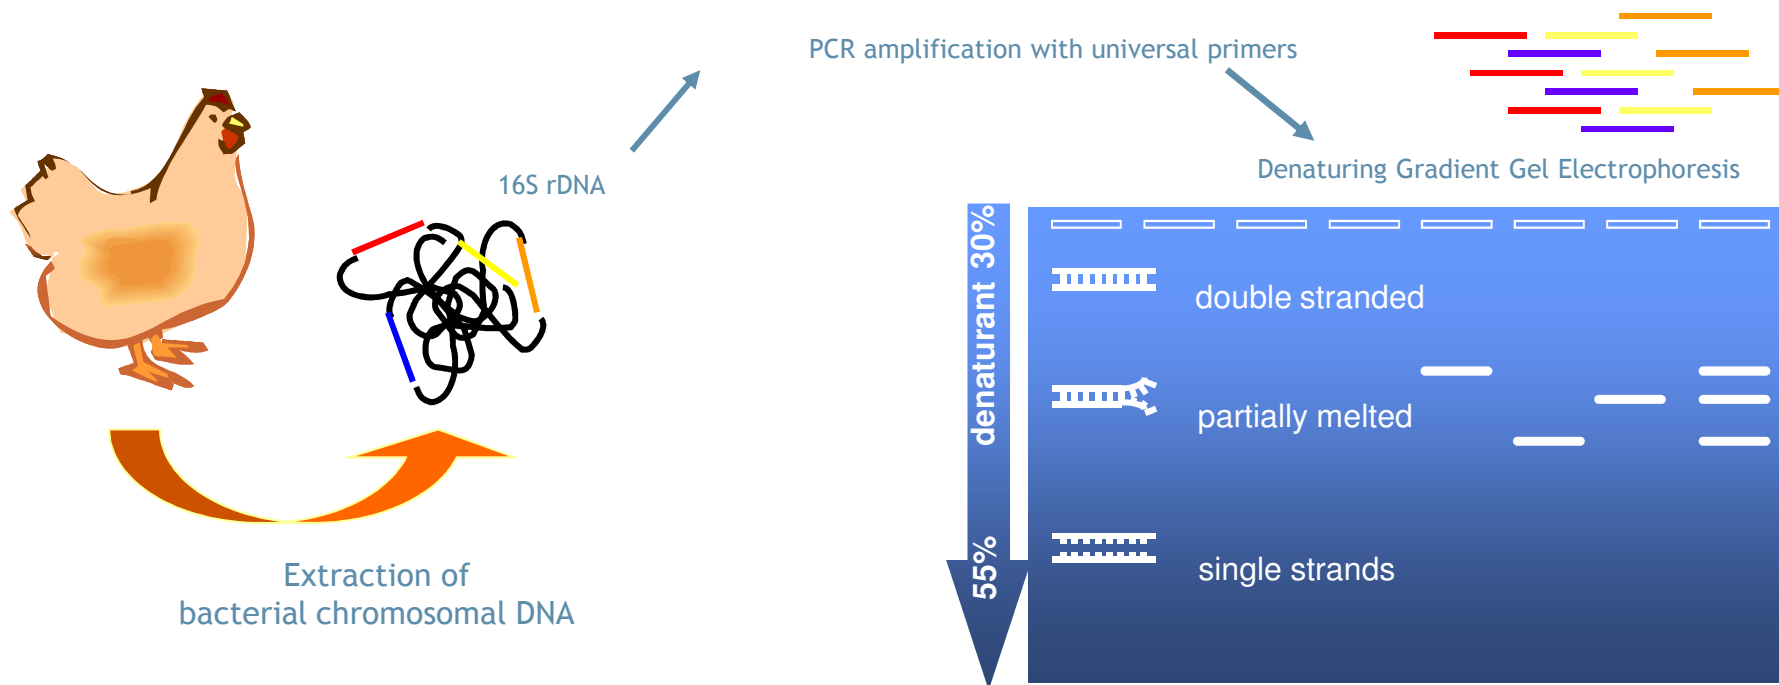 PCR amplification with universal primers
16S rDNA
Denaturing Gradient Gel Electrophoresis
denaturant 30%
55%
double stranded
partially melted
single strands
Extraction of
bacterial chromosomal DNA